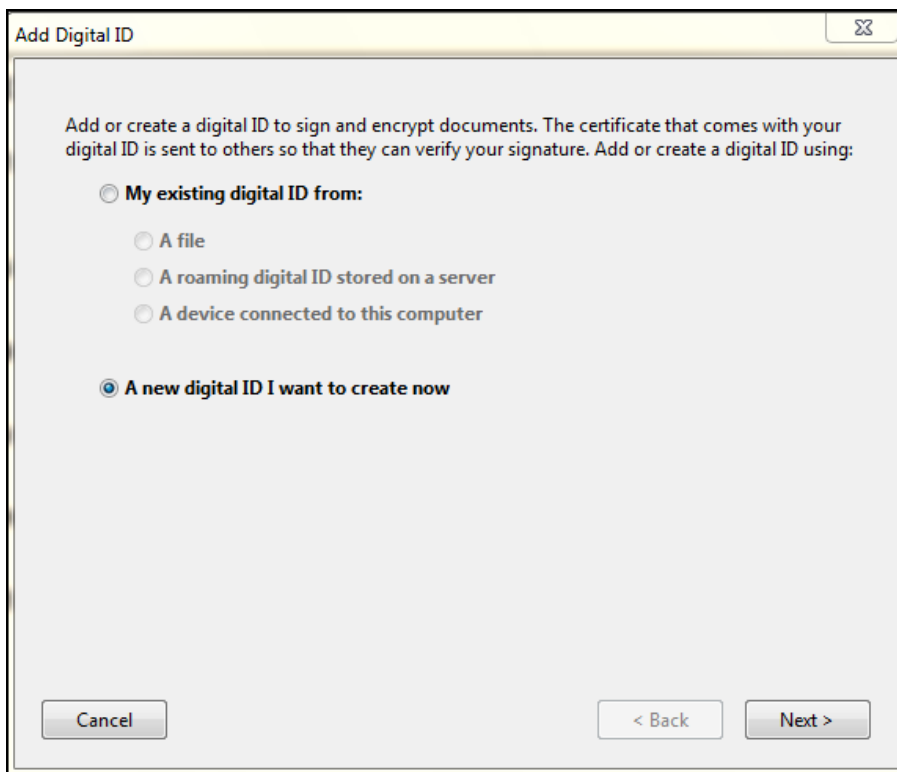 Add Digital ID
Add or create a digital ID to sign and encrypt documents. The certificate that comes with your
digital ID is sent to others so that they can verify your signature. Add or create a digital ID using:
My existing digital ID from:
A file
A roaming digital ID stored on a server
A device connected to this computer
A new digital ID I want to create now
Cancel
< Back
Next >